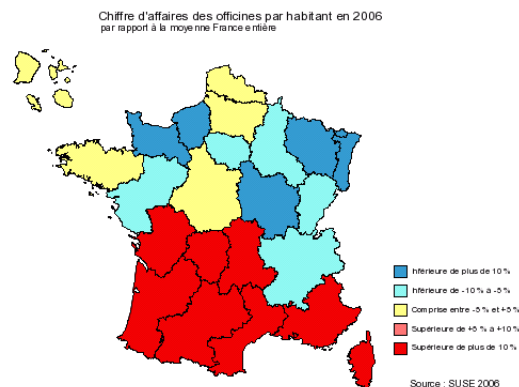 Chiffre d'affaires des officines par habitant en 2006
par rapport à la moyenne France entière
Inférieure de plus de 10 %
Inférieure de -10% à -5%
Comprise entre -5% et +5%
Supérieure de +5 % à +10%
Supérieure de plus de 10%
Source : SUSE 2006